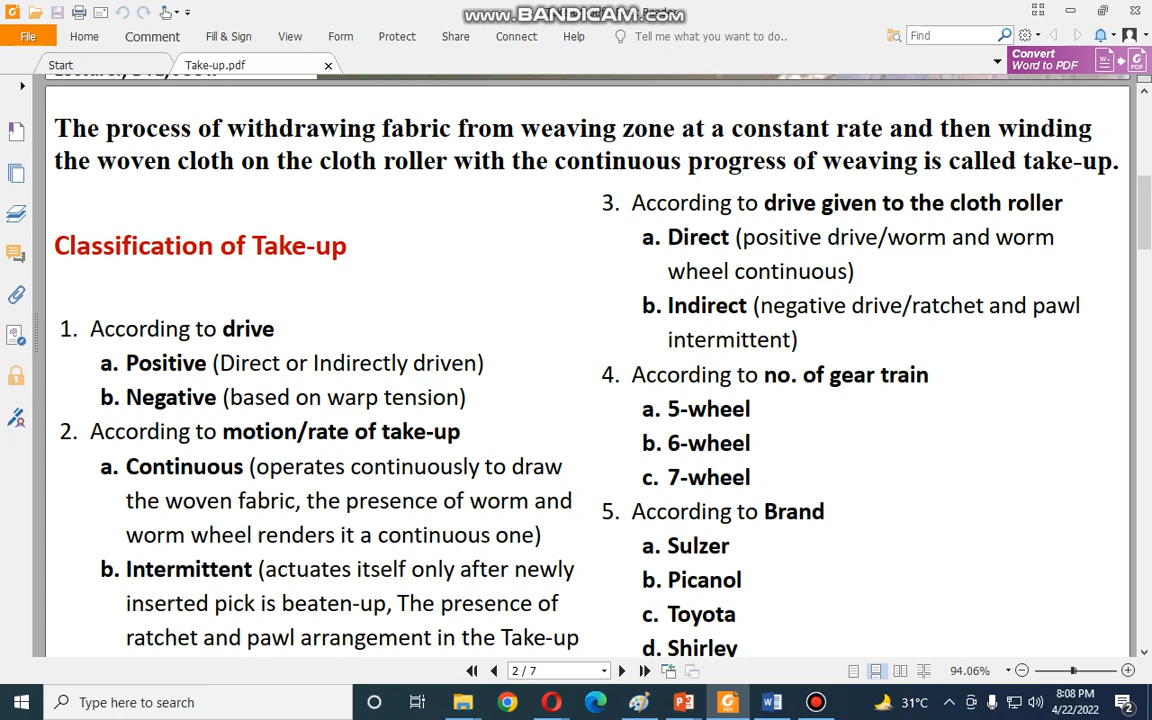 www.BANDICAM.com
File
Home
Comment
Fill & Sign
View
Form
Protect
Share
Connect
Help
Tell me what you want to do..
Find
Start
Take-up.pdf
Convert
Word to PDF
The process of withdrawing fabric from weaving zone at a constant rate and then winding
the woven cloth on the cloth roller with the continuous progress of weaving is called take-up.
Classification of Take-up
1. According to drive
a. Positive (Direct or Indirectly driven)
b. Negative (based on warp tension)
2. According to motion/rate of take-up
a. Continuous (operates continuously to draw
the woven fabric, the presence of worm and
worm wheel renders it a continuous one)
b. Intermittent (actuates itself only after newly
inserted pick is beaten-up, The presence of
ratchet and pawl arrangement in the Take-up
3. According to drive given to the cloth roller
a. Direct (positive drive/worm and worm
wheel continuous)
b. Indirect (negative drive/ratchet and pawl
intermittent)
4. According to no. of gear train
a. 5-wheel
b. 6-wheel
c. 7-wheel
5. According to Brand
a. Sulzer
b. Picanol
c. Toyota
d. Shirley
2 / 7
94.06%
Type here to search
31°C
8:08 PM
4/22/2022
2